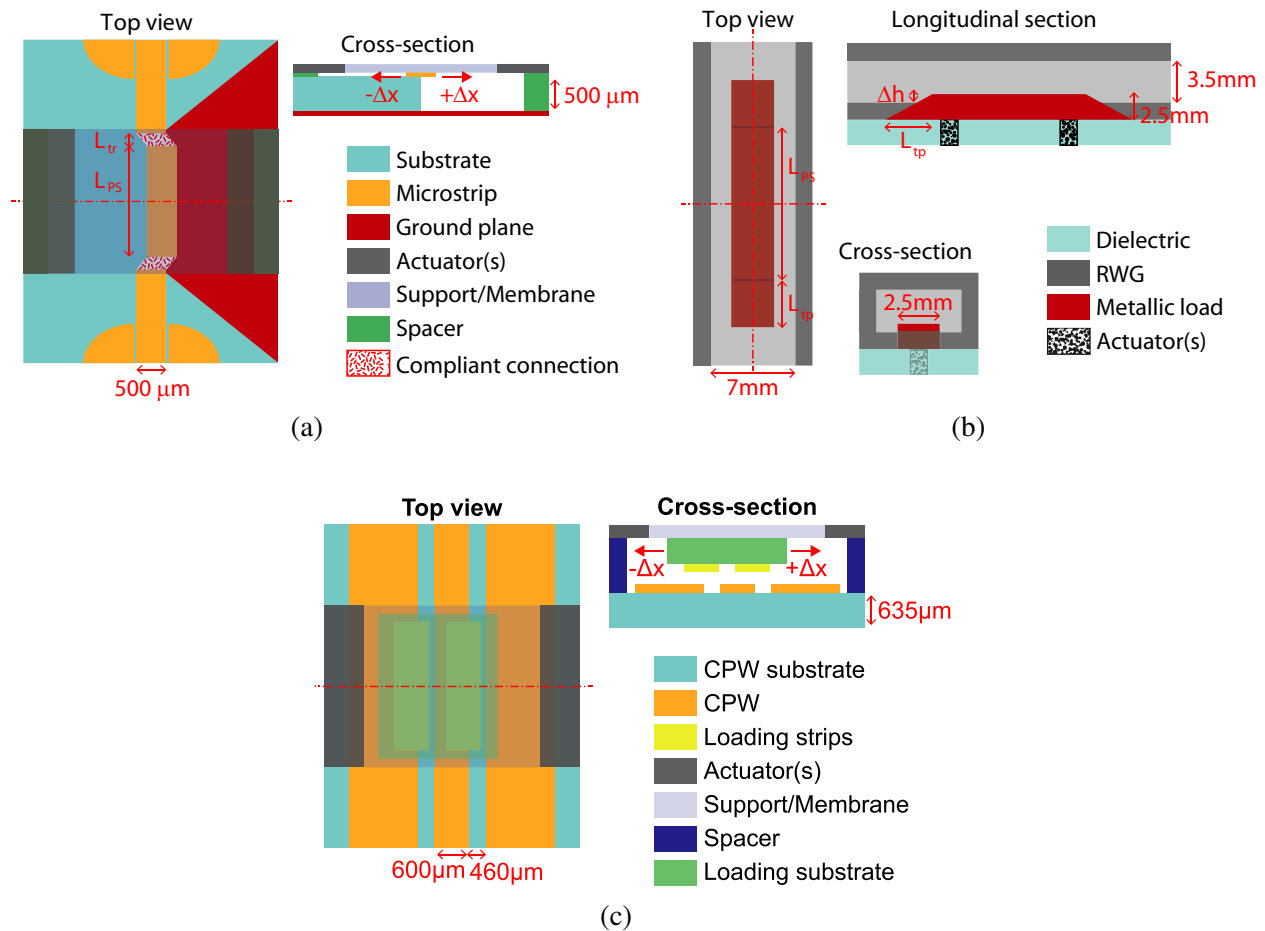 Top view
Cross-section
-Δx
+Δx
500 μm
L_tr
L_PS
500 μm
Substrate
Microstrip
Ground plane
Actuator(s)
Support/Membrane
Spacer
Compliant connection
(a)
Top view
Longitudinal section
L_PS
L_tp
7mm
Δh
L_tp
3.5mm
2.5mm
Cross-section
2.5mm
Dielectric
RWG
Metallic load
Actuator(s)
(b)
Top view
Cross-section
-Δx
+Δx
635μm
600μm
460μm
CPW substrate
CPW
Loading strips
Actuator(s)
Support/Membrane
Spacer
Loading substrate
(c)